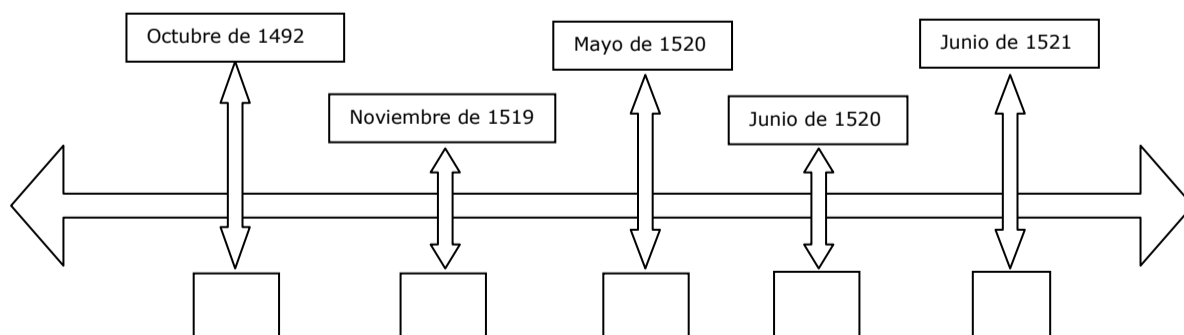 Octubre de 1492
Noviembre de 1519
Mayo de 1520
Junio de 1520
Junio de 1521